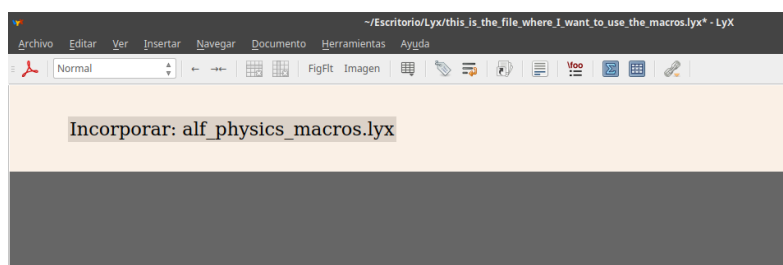 ~/Escritorio/Lyx/this_is_the_file_where_I_want_to_use_the_macros.lyx* - LyX
Archivo Editar Ver Insertar Navegar Documento Herramientas Ayuda
Normal FigFlt Imagen \foo
Incorporar: alf_physics_macros.lyx